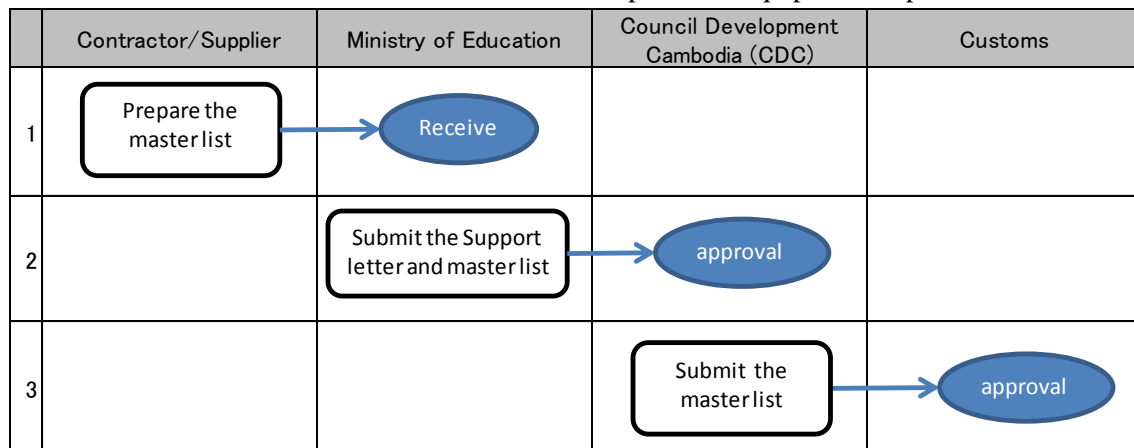 Contractor/Supplier Ministry of Education Council Development
Cambodia (CDC) Customs
1 Prepare the
master list Receive
2 Submit the Support
letter and master list approval
3 Submit the
master list approval